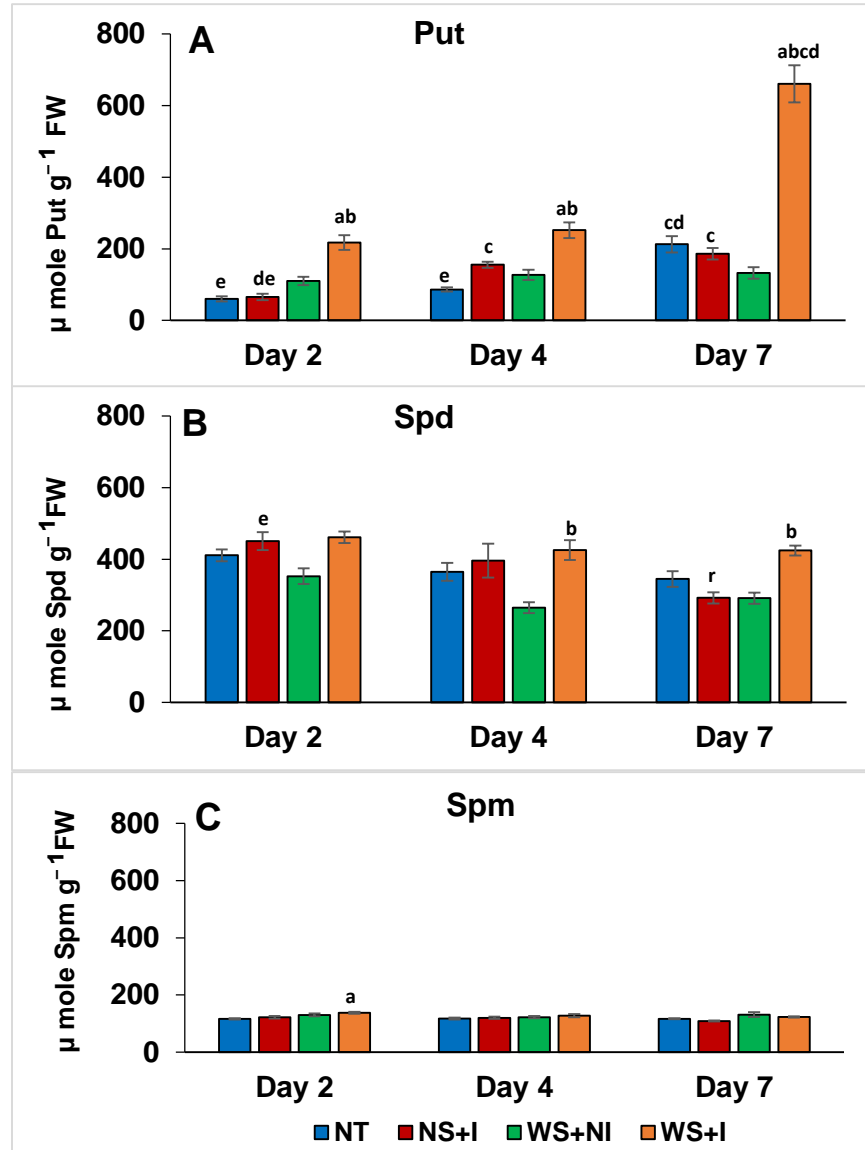 A Put
abcd
800
600
400
200
0
μ mole Put g⁻¹ FW
e de ab
e c ab
cd c
Day 2 Day 4 Day 7
B Spd
800
600
400
200
0
μ mole Spd g⁻¹FW
e
b
r b
Day 2 Day 4 Day 7
C Spm
800
600
400
200
0
μ mole Spm g⁻¹FW
a
Day 2 Day 4 Day 7
NT NS+I WS+NI WS+I